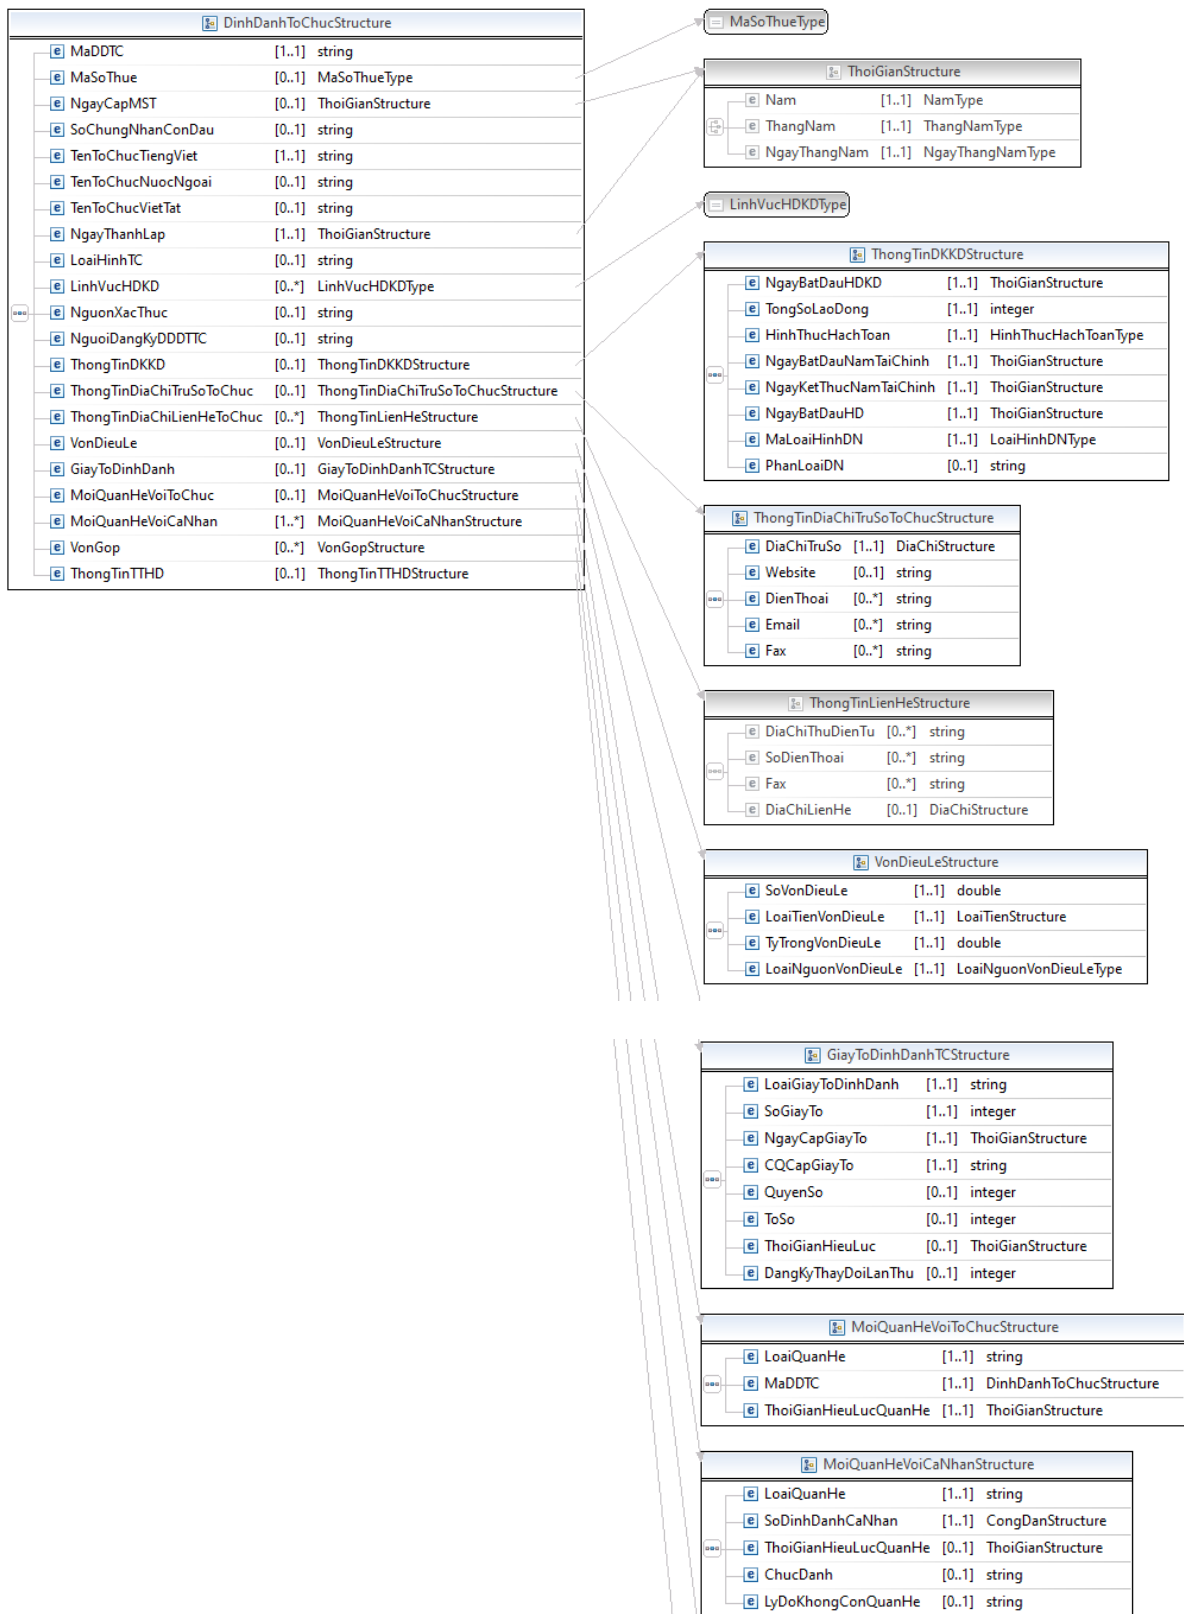 DinhDanhToChucStructure
MaDDTC [1..1] string
MaSoThue [0..1] MaSoThueType
NgayCapMST [0..1] ThoiGianStructure
SoChungNhanConDau [0..1] string
TenToChucTiengViet [1..1] string
TenToChucNuocNgoai [0..1] string
TenToChucVietTat [0..1] string
NgayThanhLap [1..1] ThoiGianStructure
LoaiHinhTC [0..1] string
LinhVucHDKD [0..*] LinhVucHDKDType
NguonXacThuc [0..1] string
NguoiDangKyDDDTTC [0..1] string
ThongTinDKKD [0..1] ThongTinDKKDStructure
ThongTinDiaChiTruSoToChuc [0..1] ThongTinDiaChiTruSoToChucStructure
ThongTinDiaChiLienHeToChuc [0..*] ThongTinLienHeStructure
VonDieuLe [0..1] VonDieuLeStructure
GiayToDinhDanh [0..1] GiayToDinhDanhTCStructure
MoiQuanHeVoiToChuc [0..1] MoiQuanHeVoiToChucStructure
MoiQuanHeVoiCaNhan [1..*] MoiQuanHeVoiCaNhanStructure
VonGop [0..*] VonGopStructure
ThongTinTTHD [0..1] ThongTinTTHDStructure
MaSoThueType
ThoiGianStructure
Nam [1..1] NamType
ThangNam [1..1] ThangNamType
NgayThangNam [1..1] NgayThangNamType
LinhVucHDKDType
ThongTinDKKDStructure
NgayBatDauHDKD [1..1] ThoiGianStructure
TongSoLaoDong [1..1] integer
HinhThucHachToan [1..1] HinhThucHachToanType
NgayBatDauNamTaiChinh [1..1] ThoiGianStructure
NgayKetThucNamTaiChinh [1..1] ThoiGianStructure
NgayBatDauHD [1..1] ThoiGianStructure
MaLoaiHinhDN [1..1] LoaiHinhDNType
PhanLoaiDN [0..1] string
ThongTinDiaChiTruSoToChucStructure
DiaChiTruSo [1..1] DiaChiStructure
Website [0..1] string
DienThoai [0..*] string
Email [0..*] string
Fax [0..*] string
ThongTinLienHeStructure
DiaChiThuDienTu [0..*] string
SoDienThoai [0..*] string
Fax [0..*] string
DiaChiLienHe [0..1] DiaChiStructure
VonDieuLeStructure
SoVonDieuLe [1..1] double
LoaiTienVonDieuLe [1..1] LoaiTienStructure
TyTrongVonDieuLe [1..1] double
LoaiNguonVonDieuLe [1..1] LoaiNguonVonDieuLeType
GiayToDinhDanhTCStructure
LoaiGiayToDinhDanh [1..1] string
SoGiayTo [1..1] integer
NgayCapGiayTo [1..1] ThoiGianStructure
CQCapGiayTo [1..1] string
QuyenSo [0..1] integer
ToSo [0..1] integer
ThoiGianHieuLuc [0..1] ThoiGianStructure
DangKyThayDoiLanThu [0..1] integer
MoiQuanHeVoiToChucStructure
LoaiQuanHe [1..1] string
MaDDTC [1..1] DinhDanhToChucStructure
ThoiGianHieuLucQuanHe [1..1] ThoiGianStructure
MoiQuanHeVoiCaNhanStructure
LoaiQuanHe [1..1] string
SoDinhDanhCaNhan [1..1] CongDanStructure
ThoiGianHieuLucQuanHe [0..1] ThoiGianStructure
ChucDanh [0..1] string
LyDoKhongConQuanHe [0..1] string